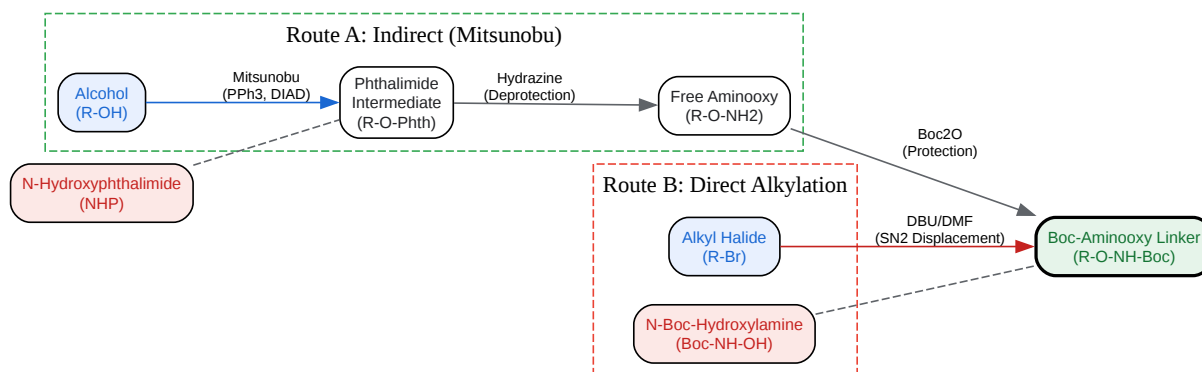 Route A: Indirect (Mitsunobu)
Alcohol
(R-OH)
Mitsunobu
(PPh3, DIAD)
Phthalimide
Intermediate
(R-O-Phth)
Hydrazine
(Deprotection)
Free Aminooxy
(R-O-NH2)
N-Hydroxyphthalimide
(NHP)
Boc2O
(Protection)
Route B: Direct Alkylation
Alkyl Halide
(R-Br)
DBU/DMF
(SN2 Displacement)
Boc-Aminooxy Linker
(R-O-NH-Boc)
N-Boc-Hydroxylamine
(Boc-NH-OH)